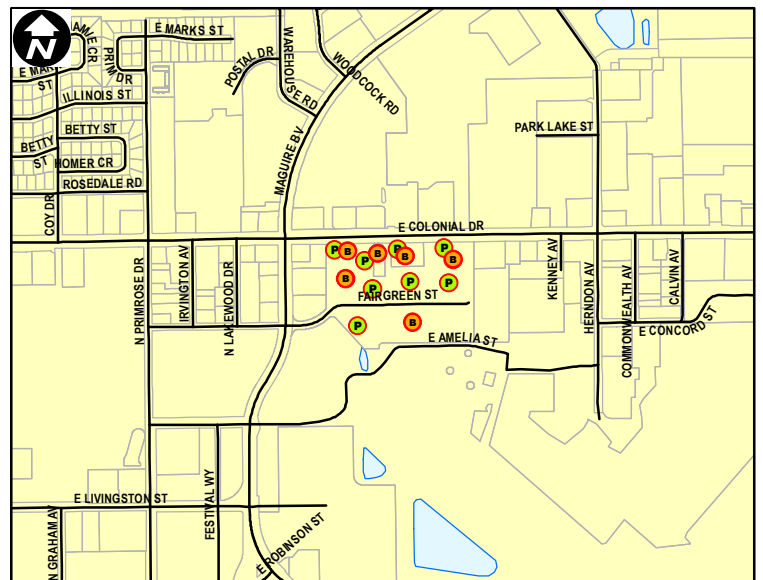 N
AMIE CR
E MARKS ST
PRIM DR
E MAR
ST
ILLINOIS ST
BETTY ST
BETTY
ST
HOMER CR
ROSEDALE RD
COY DR
POSTAL DR
WAREHOUSE RD
WOODCOCK RD
MAGUIRE BV
PARK LAKE ST
E COLONIAL DR
N PRIMROSE DR
IRVINGTON AV
N LAKEWOOD DR
P
B
P
B
P
B
P
B
B
P
P
P
P
B
FAIRGREEN ST
E AMELIA ST
KENNEY AV
HERNDON AV
COMMONWEALTH AV
CALVIN AV
E CONCORD ST
E LIVINGSTON ST
N GRAHAM AV
FESTIVAL WY
E ROBINSON ST